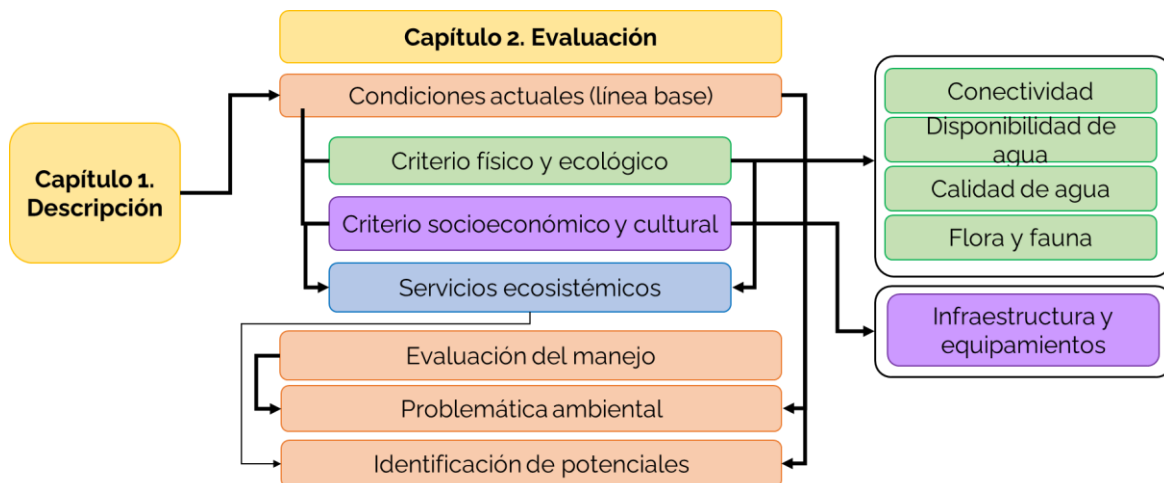 Capítulo 1.
Descripción
Capítulo 2. Evaluación
Condiciones actuales (línea base)
Criterio físico y ecológico
Criterio socioeconómico y cultural
Servicios ecosistémicos
Evaluación del manejo
Problemática ambiental
Identificación de potenciales
Conectividad
Disponibilidad de
agua
Calidad de agua
Flora y fauna
Infraestructura y
equipamientos